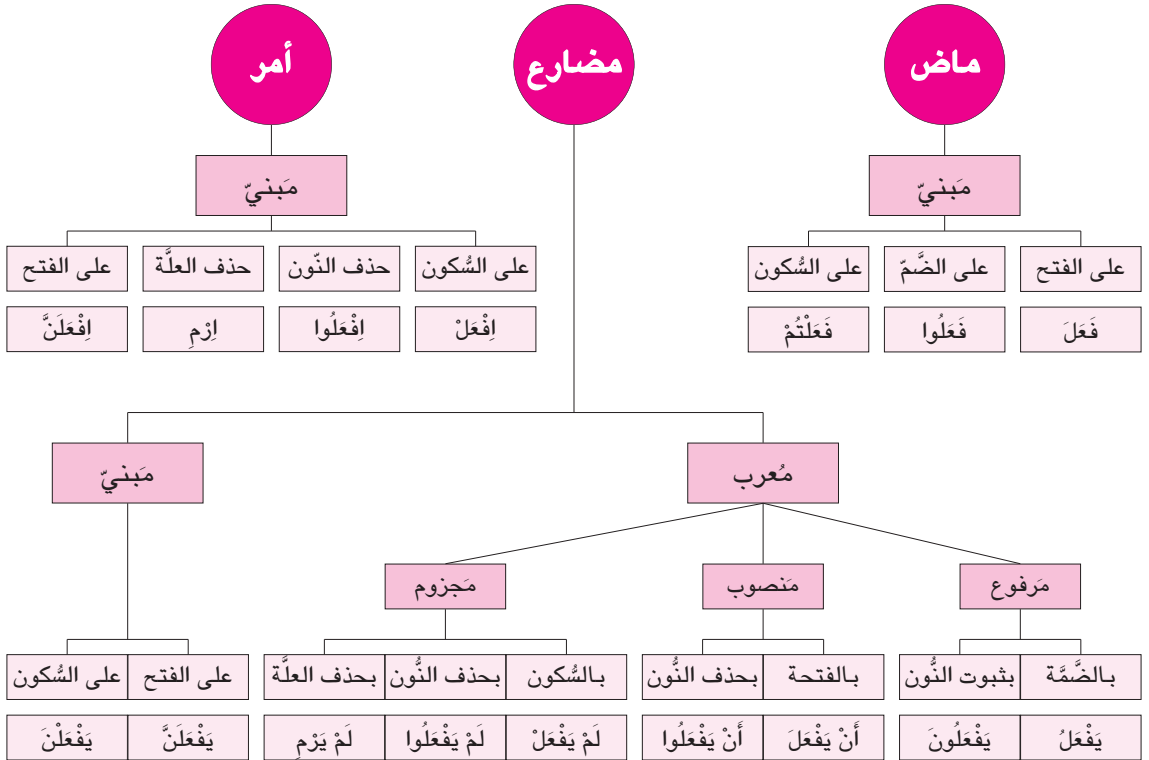 ماض
مضارع
أمر
مَبنيّ
مَبنيّ
على الفتح
على الضَّمّ
على السُّكون
على السُّكون
حذف النّون
حذف العلَّة
على الفتح
فَعَلَ
فَعَلُوا
فَعَلْتُمْ
اِفْعَلْ
اِفْعَلُوا
اِرْمِ
اِفْعَلَنَّ
مُعرب
مَبنيّ
مَرفوع
مَنصوب
مَجزوم
بالضَّمَّة
بثبوت النُّون
بالفتحة
بحذف النُّون
بالسُّكون
بحذف النُّون
بحذف العلَّة
على الفتح
على السُّكون
يَفْعَلُ
يَفْعَلُونَ
أَنْ يَفْعَلَ
أَنْ يَفْعَلُوا
لَمْ يَفْعَلْ
لَمْ يَفْعَلُوا
لَمْ يَرْمِ
يَفْعَلَنَّ
يَفْعَلْنَ